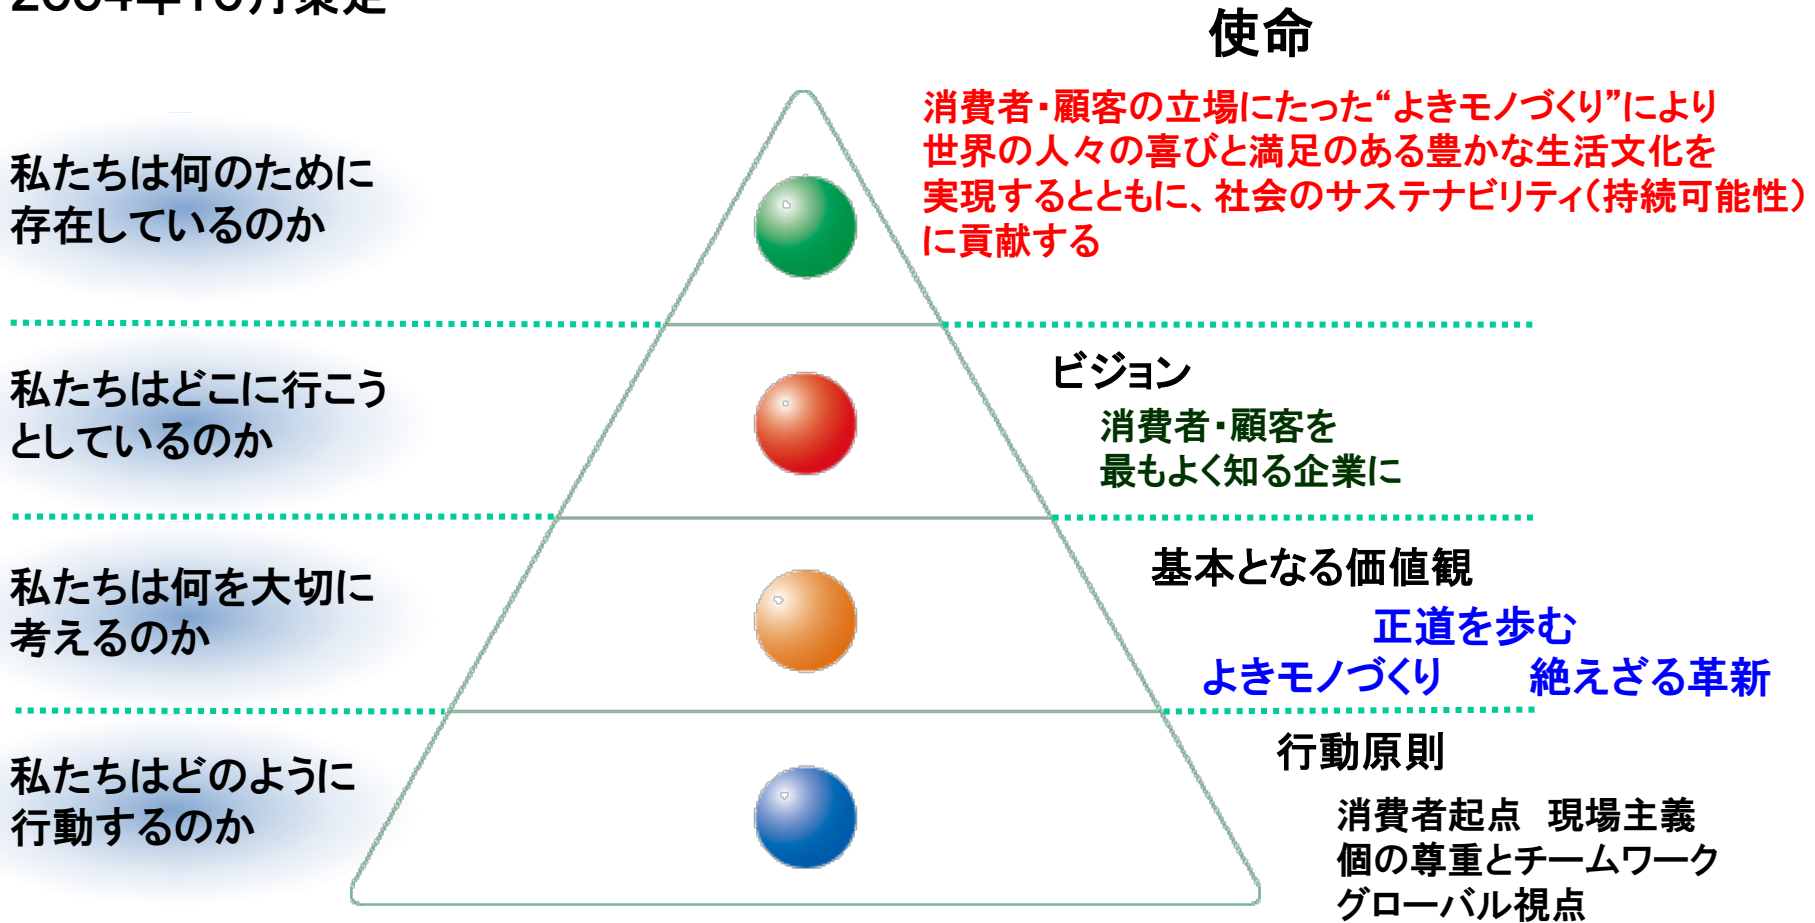 2004年10月策定
使命
私たちは何のために
存在しているのか
消費者・顧客の立場にたった“よきモノづくり”により
世界の人々の喜びと満足のある豊かな生活文化を
実現するとともに、社会のサステナビリティ(持続可能性)
に貢献する
私たちはどこに行こう
としているのか
ビジョン
消費者・顧客を
最もよく知る企業に
私たちは何を大切に
考えるのか
基本となる価値観
正道を歩む
よきモノづくり 絶えざる革新
私たちはどのように
行動するのか
行動原則
消費者起点 現場主義
個の尊重とチームワーク
グローバル視点